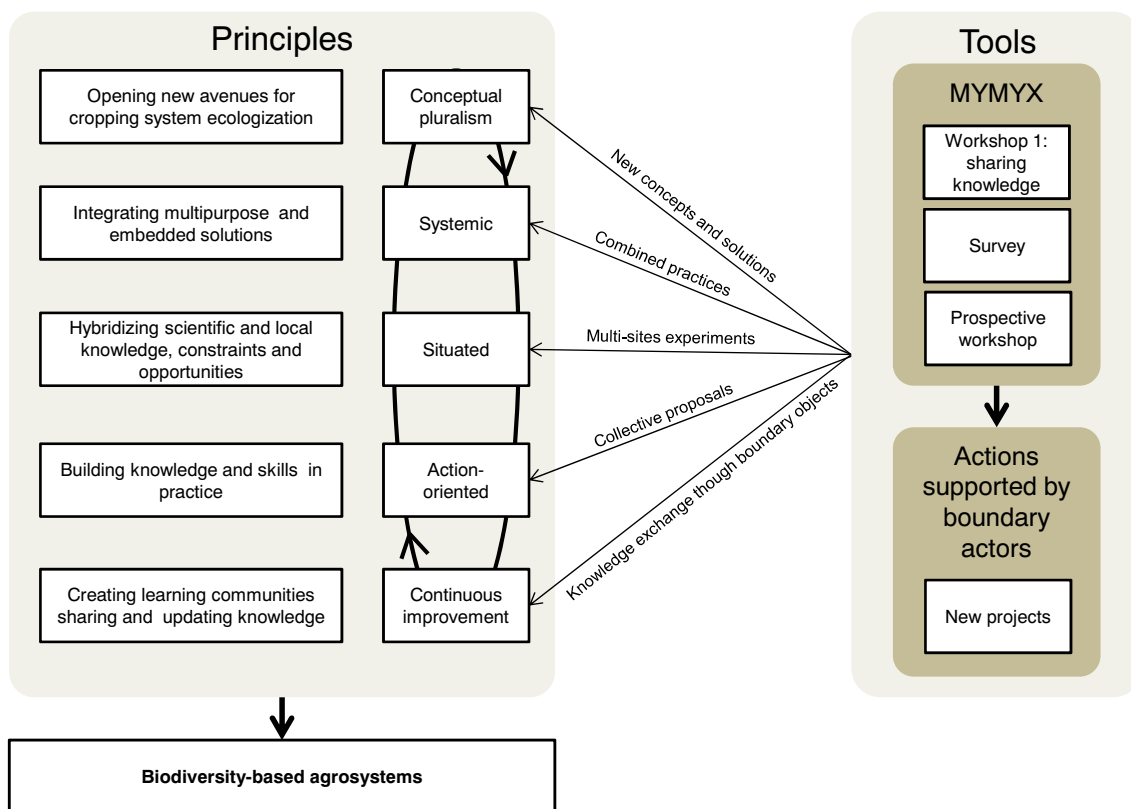 Principles
Opening new avenues for
cropping system ecologization
Conceptual
pluralism
Integrating multipurpose and
embedded solutions
Systemic
Hybridizing scientific and local
knowledge, constraints and
opportunities
Situated
Building knowledge and skills in
practice
Action-
oriented
Creating learning communities
sharing and updating knowledge
Continuous
improvement
New concepts and solutions
Combined practices
Multi-sites experiments
Collective proposals
Knowledge exchange though boundary objects
Tools
MYMYX
Workshop 1:
sharing
knowledge
Survey
Prospective
workshop
Actions
supported by
boundary
actors
New projects
Biodiversity-based agrosystems